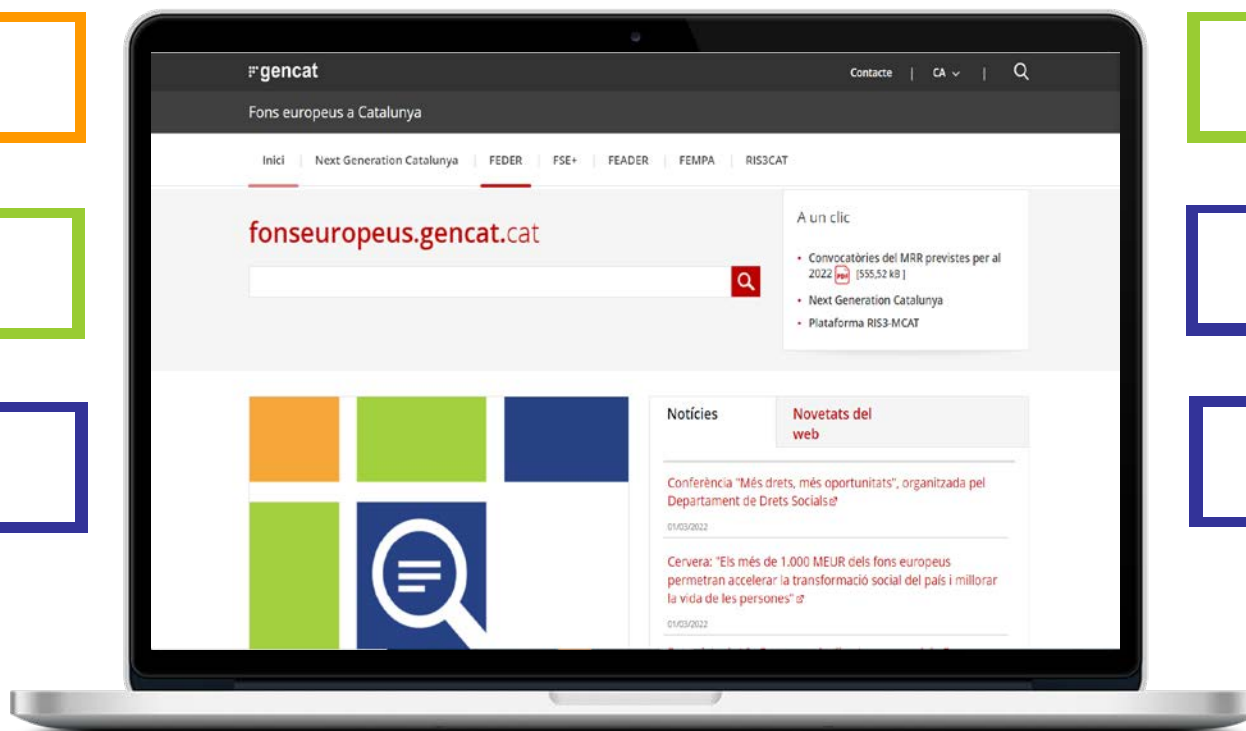 gencat
Contacte | CA |
Fons europeus a Catalunya
Inici | Next Generation Catalunya | FEDER | FSE+ | FEADER | FEMPA | RIS3CAT
fonseuropeus.gencat.cat
A un clic
• Convocatòries del MRR previstes per al
2022 PDF [555,52 kB ]
• Next Generation Catalunya
• Plataforma RIS3-MCAT
Notícies
Novetats del
web
Conferència "Més drets, més oportunitats", organitzada pel
Departament de Drets Socials
01/03/2022
Cervera: "Els més de 1.000 MEUR dels fons europeus
permetran accelerar la transformació social del país i millorar
la vida de les persones"
01/03/2022